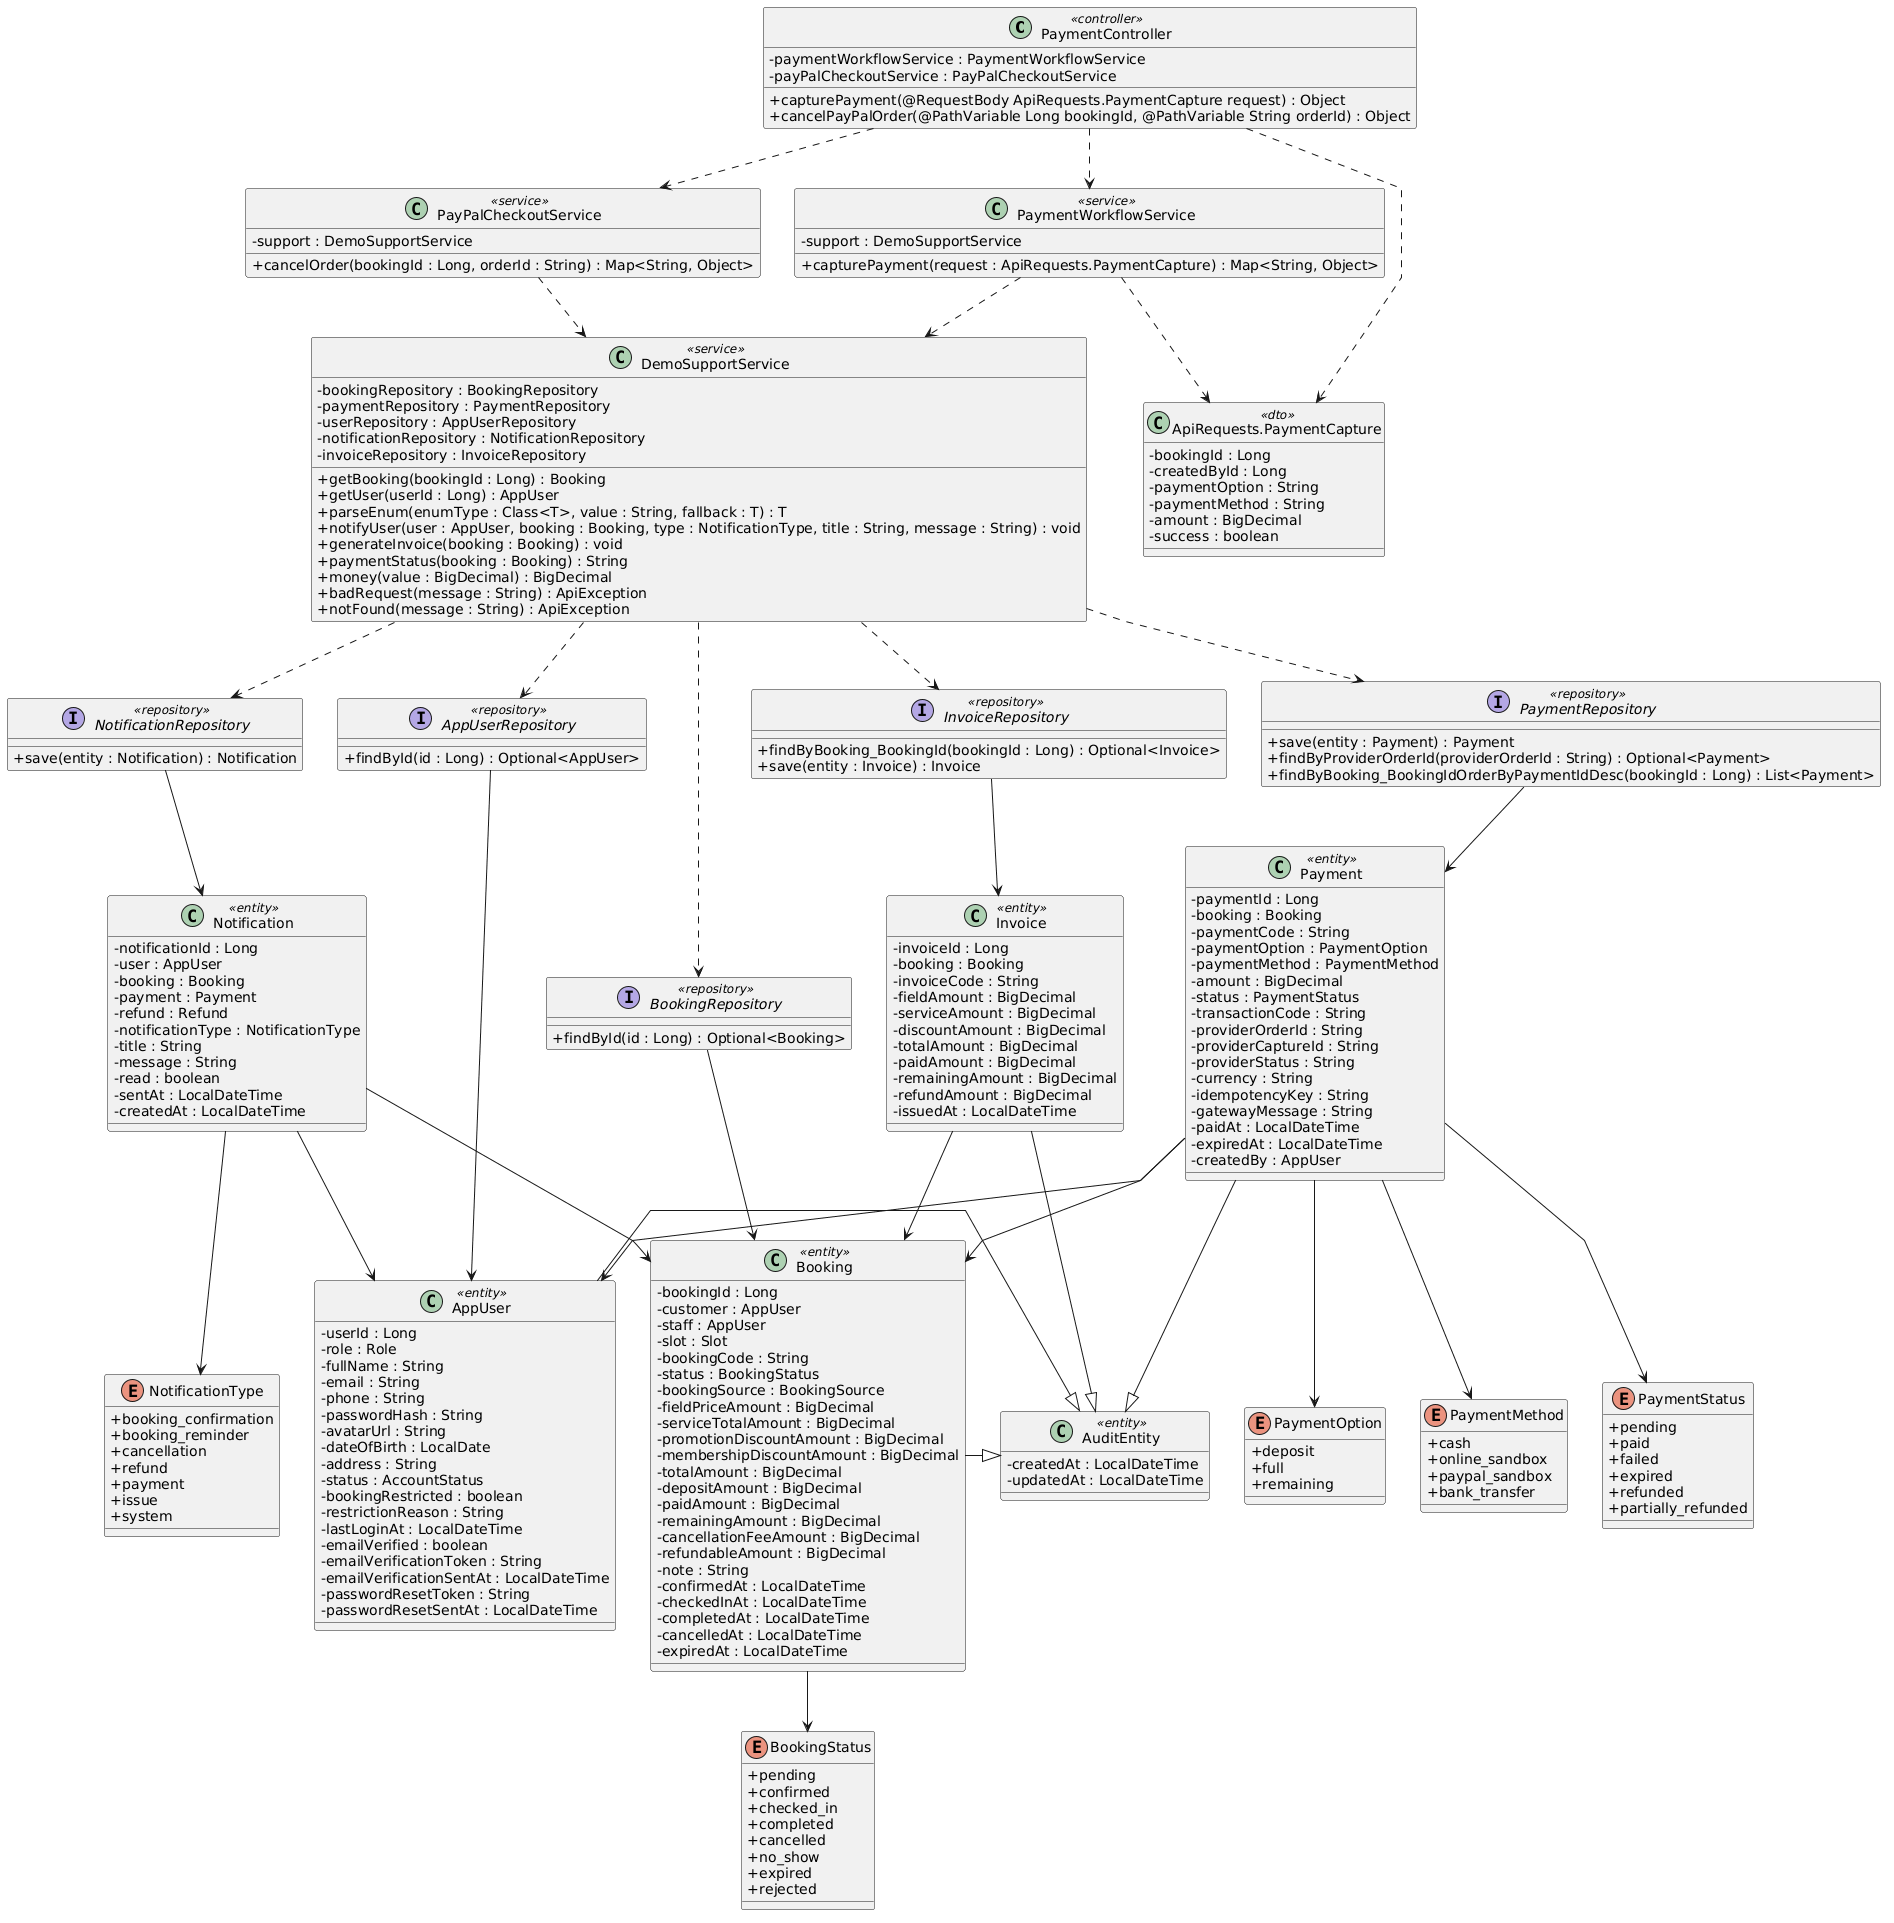 «controller»
PaymentController
-paymentWorkflowService : PaymentWorkflowService
-payPalCheckoutService : PayPalCheckoutService
+capturePayment(@RequestBody ApiRequests.PaymentCapture request) : Object
+cancelPayPalOrder(@PathVariable Long bookingId, @PathVariable String orderId) : Object
«service»
PayPalCheckoutService
-support : DemoSupportService
+cancelOrder(bookingId : Long, orderId : String) : Map<String, Object>
«service»
PaymentWorkflowService
-support : DemoSupportService
+capturePayment(request : ApiRequests.PaymentCapture) : Map<String, Object>
«service»
DemoSupportService
-bookingRepository : BookingRepository
-paymentRepository : PaymentRepository
-userRepository : AppUserRepository
-notificationRepository : NotificationRepository
-invoiceRepository : InvoiceRepository
+getBooking(bookingId : Long) : Booking
+getUser(userId : Long) : AppUser
+parseEnum(enumType : Class<T>, value : String, fallback : T) : T
+notifyUser(user : AppUser, booking : Booking, type : NotificationType, title : String, message : String) : void
+generateInvoice(booking : Booking) : void
+paymentStatus(booking : Booking) : String
+money(value : BigDecimal) : BigDecimal
+badRequest(message : String) : ApiException
+notFound(message : String) : ApiException
«dto»
ApiRequests.PaymentCapture
-bookingId : Long
-createdById : Long
-paymentOption : String
-paymentMethod : String
-amount : BigDecimal
-success : boolean
«repository»
NotificationRepository
+save(entity : Notification) : Notification
«repository»
AppUserRepository
+findById(id : Long) : Optional<AppUser>
«repository»
InvoiceRepository
+findByBooking_BookingId(bookingId : Long) : Optional<Invoice>
+save(entity : Invoice) : Invoice
«repository»
PaymentRepository
+save(entity : Payment) : Payment
+findByProviderOrderId(providerOrderId : String) : Optional<Payment>
+findByBooking_BookingIdOrderByPaymentIdDesc(bookingId : Long) : List<Payment>
«entity»
Notification
-notificationId : Long
-user : AppUser
-booking : Booking
-payment : Payment
-refund : Refund
-notificationType : NotificationType
-title : String
-message : String
-read : boolean
-sentAt : LocalDateTime
-createdAt : LocalDateTime
«repository»
BookingRepository
+findById(id : Long) : Optional<Booking>
«entity»
Invoice
-invoiceId : Long
-booking : Booking
-invoiceCode : String
-fieldAmount : BigDecimal
-serviceAmount : BigDecimal
-discountAmount : BigDecimal
-totalAmount : BigDecimal
-paidAmount : BigDecimal
-remainingAmount : BigDecimal
-refundAmount : BigDecimal
-issuedAt : LocalDateTime
«entity»
Payment
-paymentId : Long
-booking : Booking
-paymentCode : String
-paymentOption : PaymentOption
-paymentMethod : PaymentMethod
-amount : BigDecimal
-status : PaymentStatus
-transactionCode : String
-providerOrderId : String
-providerCaptureId : String
-providerStatus : String
-currency : String
-idempotencyKey : String
-gatewayMessage : String
-paidAt : LocalDateTime
-expiredAt : LocalDateTime
-createdBy : AppUser
NotificationType
+booking_confirmation
+booking_reminder
+cancellation
+refund
+payment
+issue
+system
«entity»
AppUser
-userId : Long
-role : Role
-fullName : String
-email : String
-phone : String
-passwordHash : String
-avatarUrl : String
-dateOfBirth : LocalDate
-address : String
-status : AccountStatus
-bookingRestricted : boolean
-restrictionReason : String
-lastLoginAt : LocalDateTime
-emailVerified : boolean
-emailVerificationToken : String
-emailVerificationSentAt : LocalDateTime
-passwordResetToken : String
-passwordResetSentAt : LocalDateTime
«entity»
Booking
-bookingId : Long
-customer : AppUser
-staff : AppUser
-slot : Slot
-bookingCode : String
-status : BookingStatus
-bookingSource : BookingSource
-fieldPriceAmount : BigDecimal
-serviceTotalAmount : BigDecimal
-promotionDiscountAmount : BigDecimal
-membershipDiscountAmount : BigDecimal
-totalAmount : BigDecimal
-depositAmount : BigDecimal
-paidAmount : BigDecimal
-remainingAmount : BigDecimal
-cancellationFeeAmount : BigDecimal
-refundableAmount : BigDecimal
-note : String
-confirmedAt : LocalDateTime
-checkedInAt : LocalDateTime
-completedAt : LocalDateTime
-cancelledAt : LocalDateTime
-expiredAt : LocalDateTime
«entity»
AuditEntity
-createdAt : LocalDateTime
-updatedAt : LocalDateTime
PaymentOption
+deposit
+full
+remaining
PaymentMethod
+cash
+online_sandbox
+paypal_sandbox
+bank_transfer
PaymentStatus
+pending
+paid
+failed
+expired
+refunded
+partially_refunded
BookingStatus
+pending
+confirmed
+checked_in
+completed
+cancelled
+no_show
+expired
+rejected